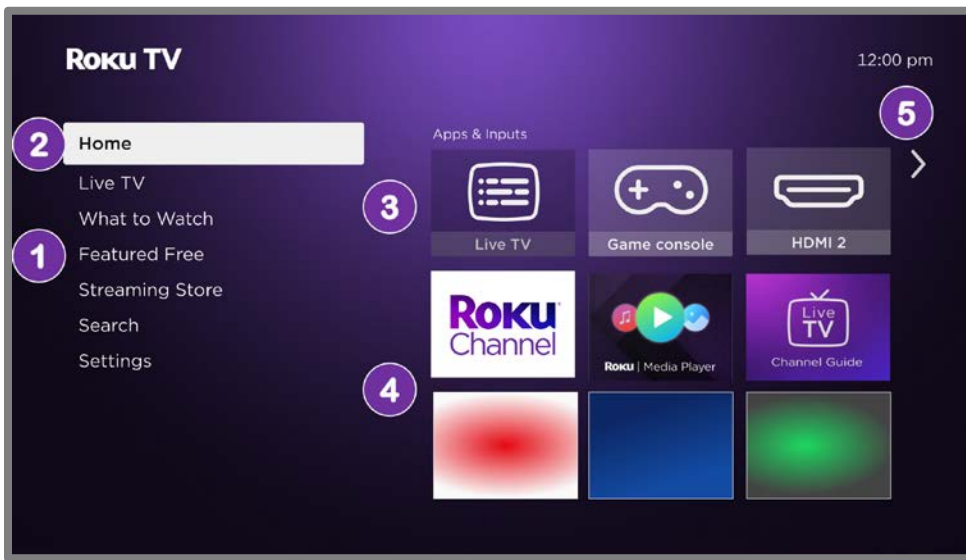 Roku TV
12:00 pm
5
2
Home
Live TV
What to Watch
1
Featured Free
Streaming Store
Search
Settings
Apps & Inputs
3
Live TV
Game console
HDMI 2
Roku
Channel
Roku | Media Player
Live
TV
Channel Guide
4